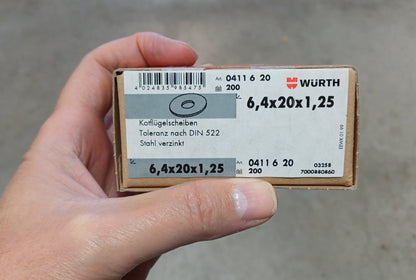 Art. 0411 6 20
WÜRTH
4 024835 985475
200
6,4x20x1,25
Kotflügelscheiben
Toleranz nach DIN 522
Stahl verzinkt
6,4x20x1,25
Art. 0411 6 20
03258
200
7000880860